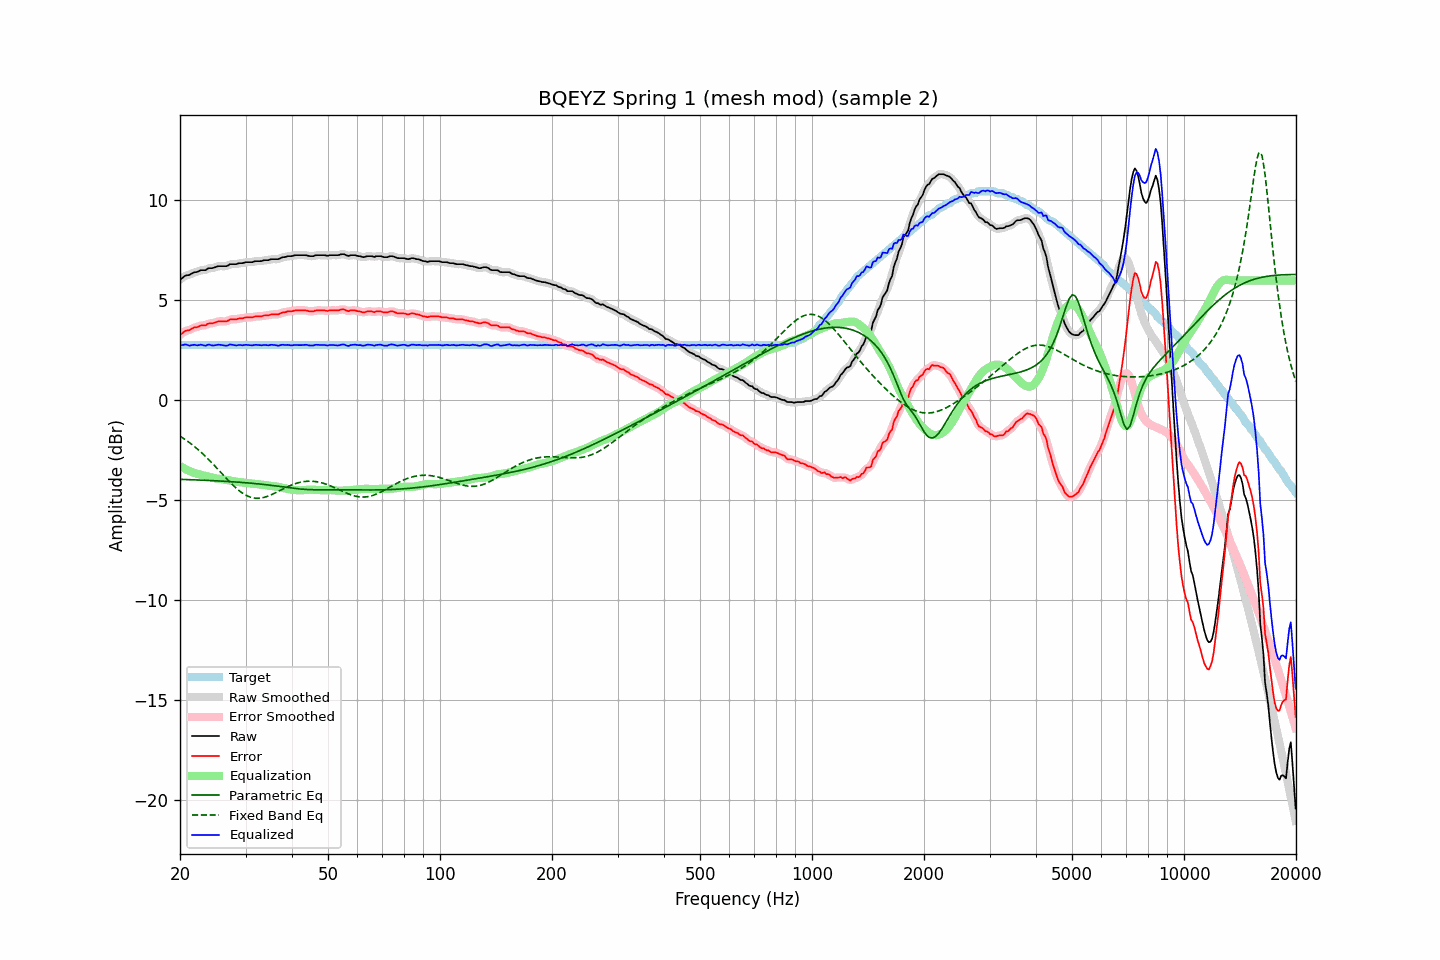 BQEYZ Spring 1 (mesh mod) (sample 2)
Amplitude (dBr)
10
5
0
−5
−10
−15
−20
Target
Raw Smoothed
Error Smoothed
Raw
Error
Equalization
Parametric Eq
Fixed Band Eq
Equalized
20 50 100 200 500 1000 2000 5000 10000 20000
Frequency (Hz)